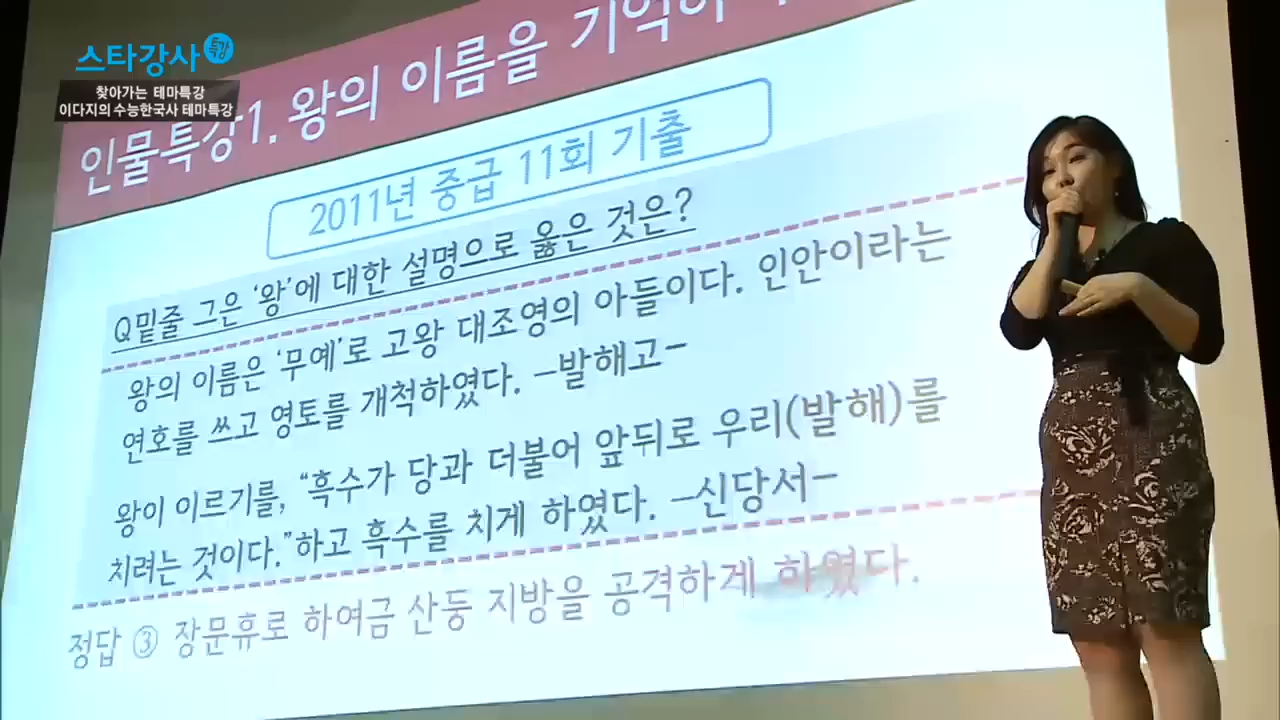 스타강사 특강
찾아가는 테마특강
이다지의 수능한국사 테마특강
인물특강1. 왕의 이름을 기억하
2011년 중급 11회 기출
Q밑줄 그은 '왕'에 대한 설명으로 옳은 것은?
왕의 이름은 '무예'로 고왕 대조영의 아들이다. 인안이라는
연호를 쓰고 영토를 개척하였다. -발해고-
왕이 이르기를, "흑수가 당과 더불어 앞뒤로 우리(발해)를
치려는 것이다."하고 흑수를 치게 하였다. -신당서-
정답 ③ 장문휴로 하여금 산둥 지방을 공격하게 하였다.